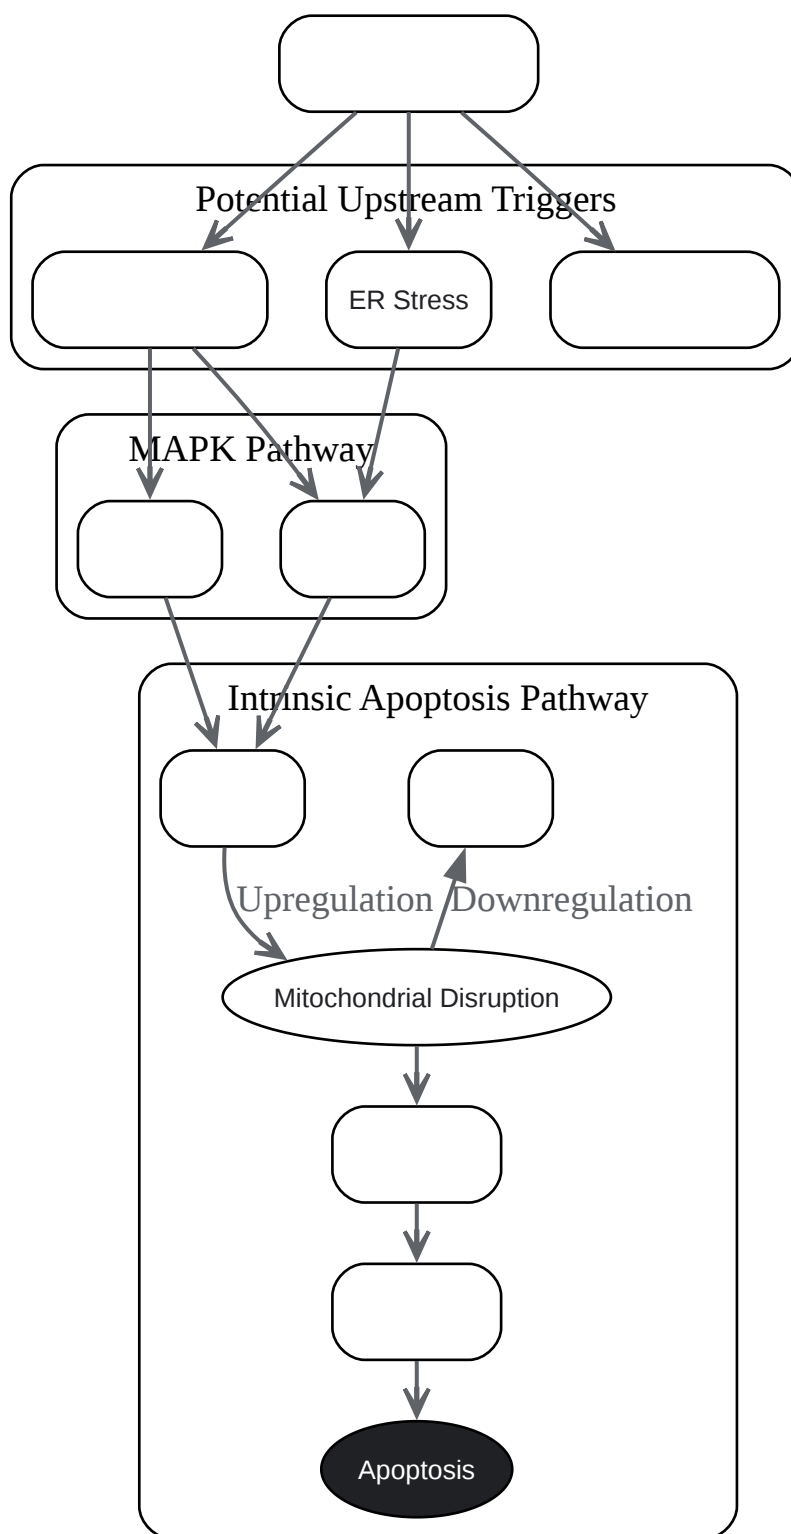 Potential Upstream Triggers
ER Stress
MAPK Pathway
Intrinsic Apoptosis Pathway
Upregulation
Downregulation
Mitochondrial Disruption
Apoptosis